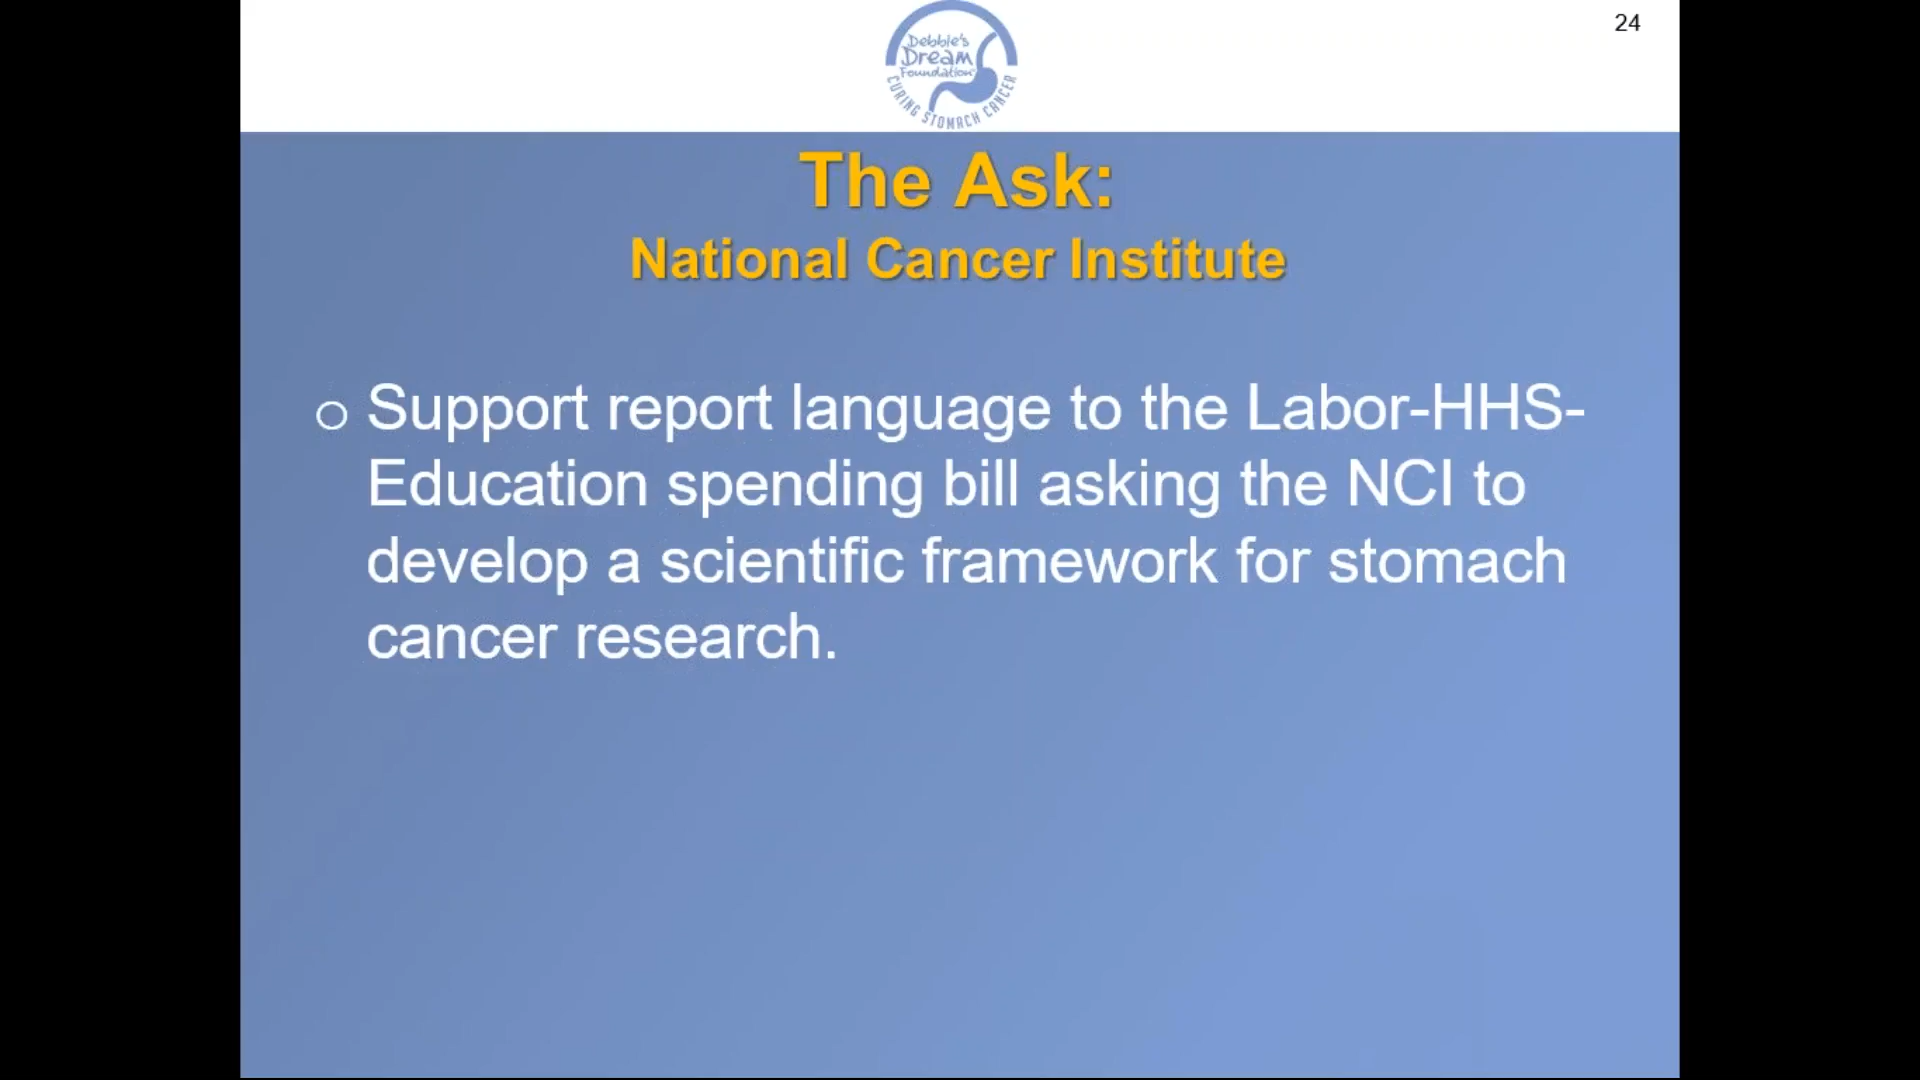 24
Debbie's
Dream
Foundation
CURING STOMACH CANCER
The Ask:
National Cancer Institute
o Support report language to the Labor-HHS-
Education spending bill asking the NCI to
develop a scientific framework for stomach
cancer research.